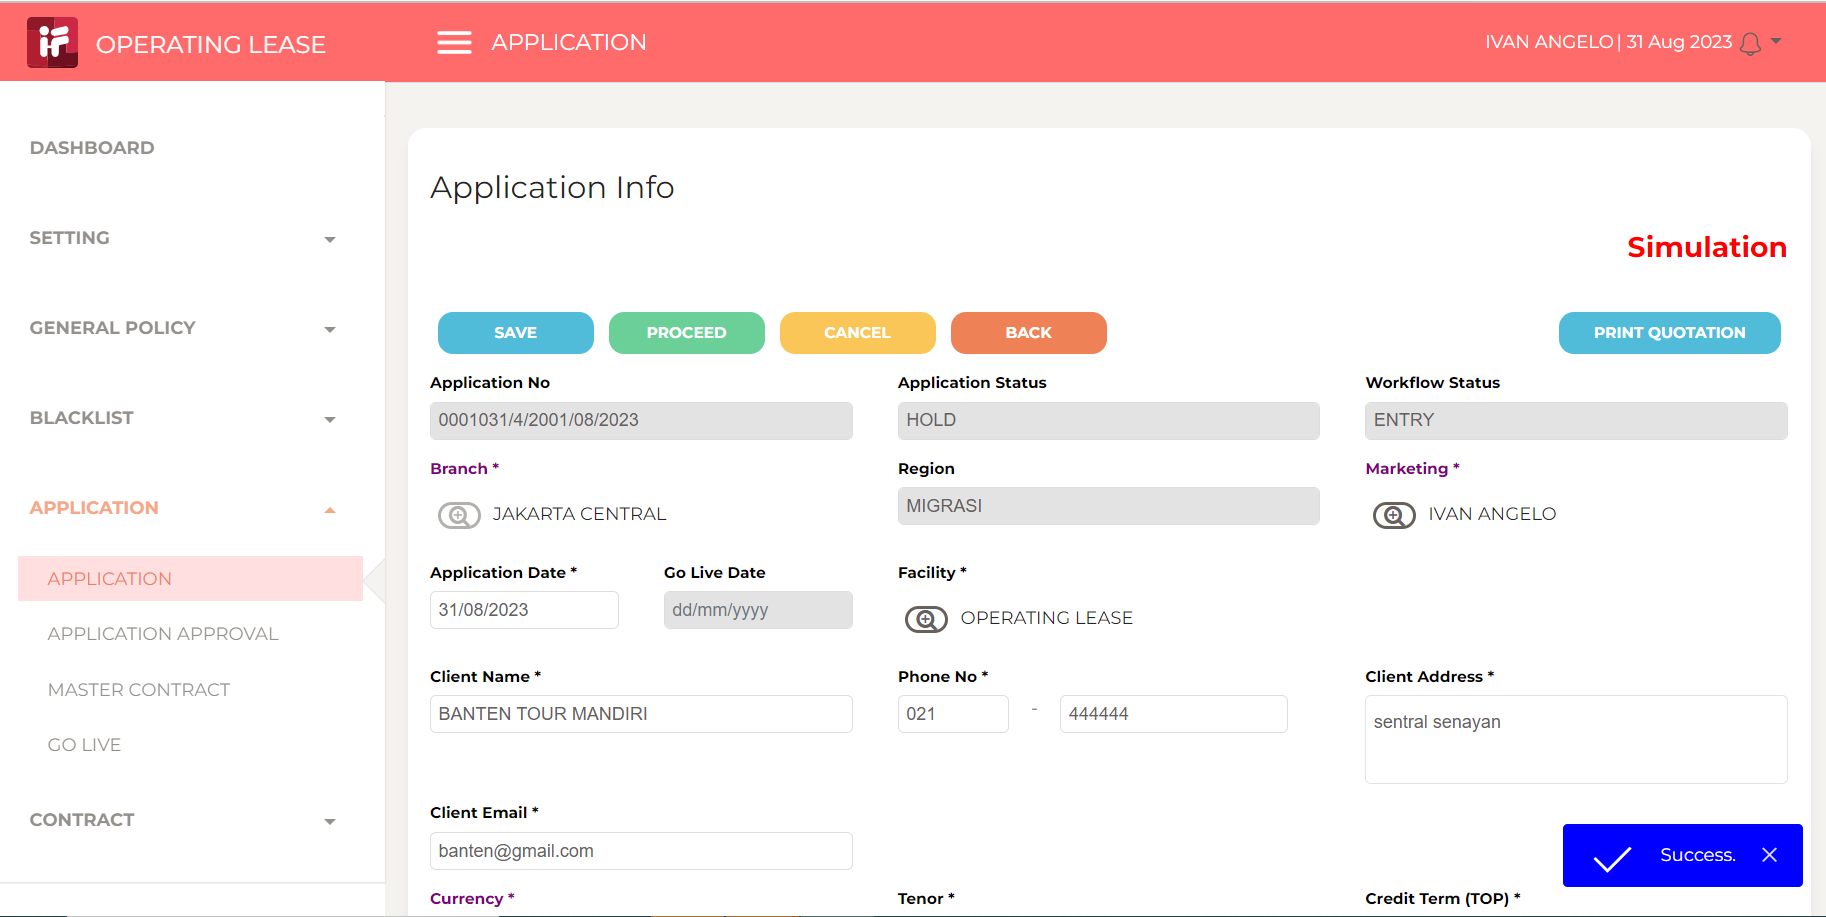 iF OPERATING LEASE
APPLICATION
IVAN ANGELO | 31 Aug 2023
DASHBOARD
SETTING
GENERAL POLICY
BLACKLIST
APPLICATION
APPLICATION
APPLICATION APPROVAL
MASTER CONTRACT
GO LIVE
CONTRACT
Application Info
Simulation
SAVE PROCEED CANCEL BACK PRINT QUOTATION
Application No Application Status Workflow Status
0001031/4/2001/08/2023 HOLD ENTRY
Branch * Region Marketing *
JAKARTA CENTRAL MIGRASI IVAN ANGELO
Application Date * Go Live Date Facility *
31/08/2023 dd/mm/yyyy OPERATING LEASE
Client Name * Phone No * Client Address *
BANTEN TOUR MANDIRI 021 - 444444 sentral senayan
Client Email *
banten@gmail.com
Success.
Currency * Tenor * Credit Term (TOP) *